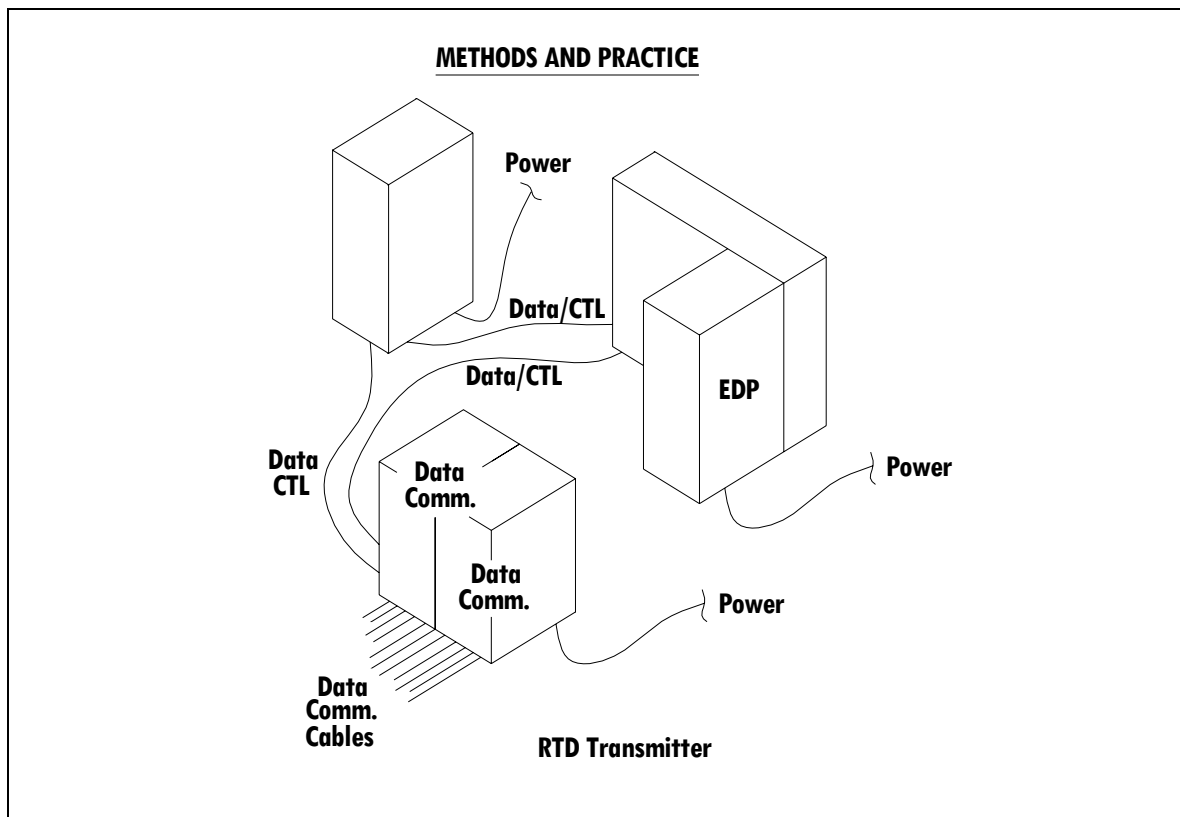 METHODS AND PRACTICE
Power
Data/CTL
Data/CTL
EDP
Data
CTL
Data
Comm.
Power
Data
Comm.
Power
Data
Comm.
Cables
RTD Transmitter